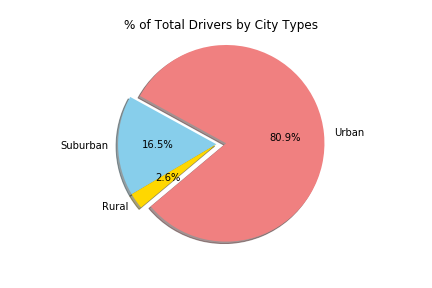 % of Total Drivers by City Types
80.9%
Urban
Suburban
16.5%
2.6%
Rural